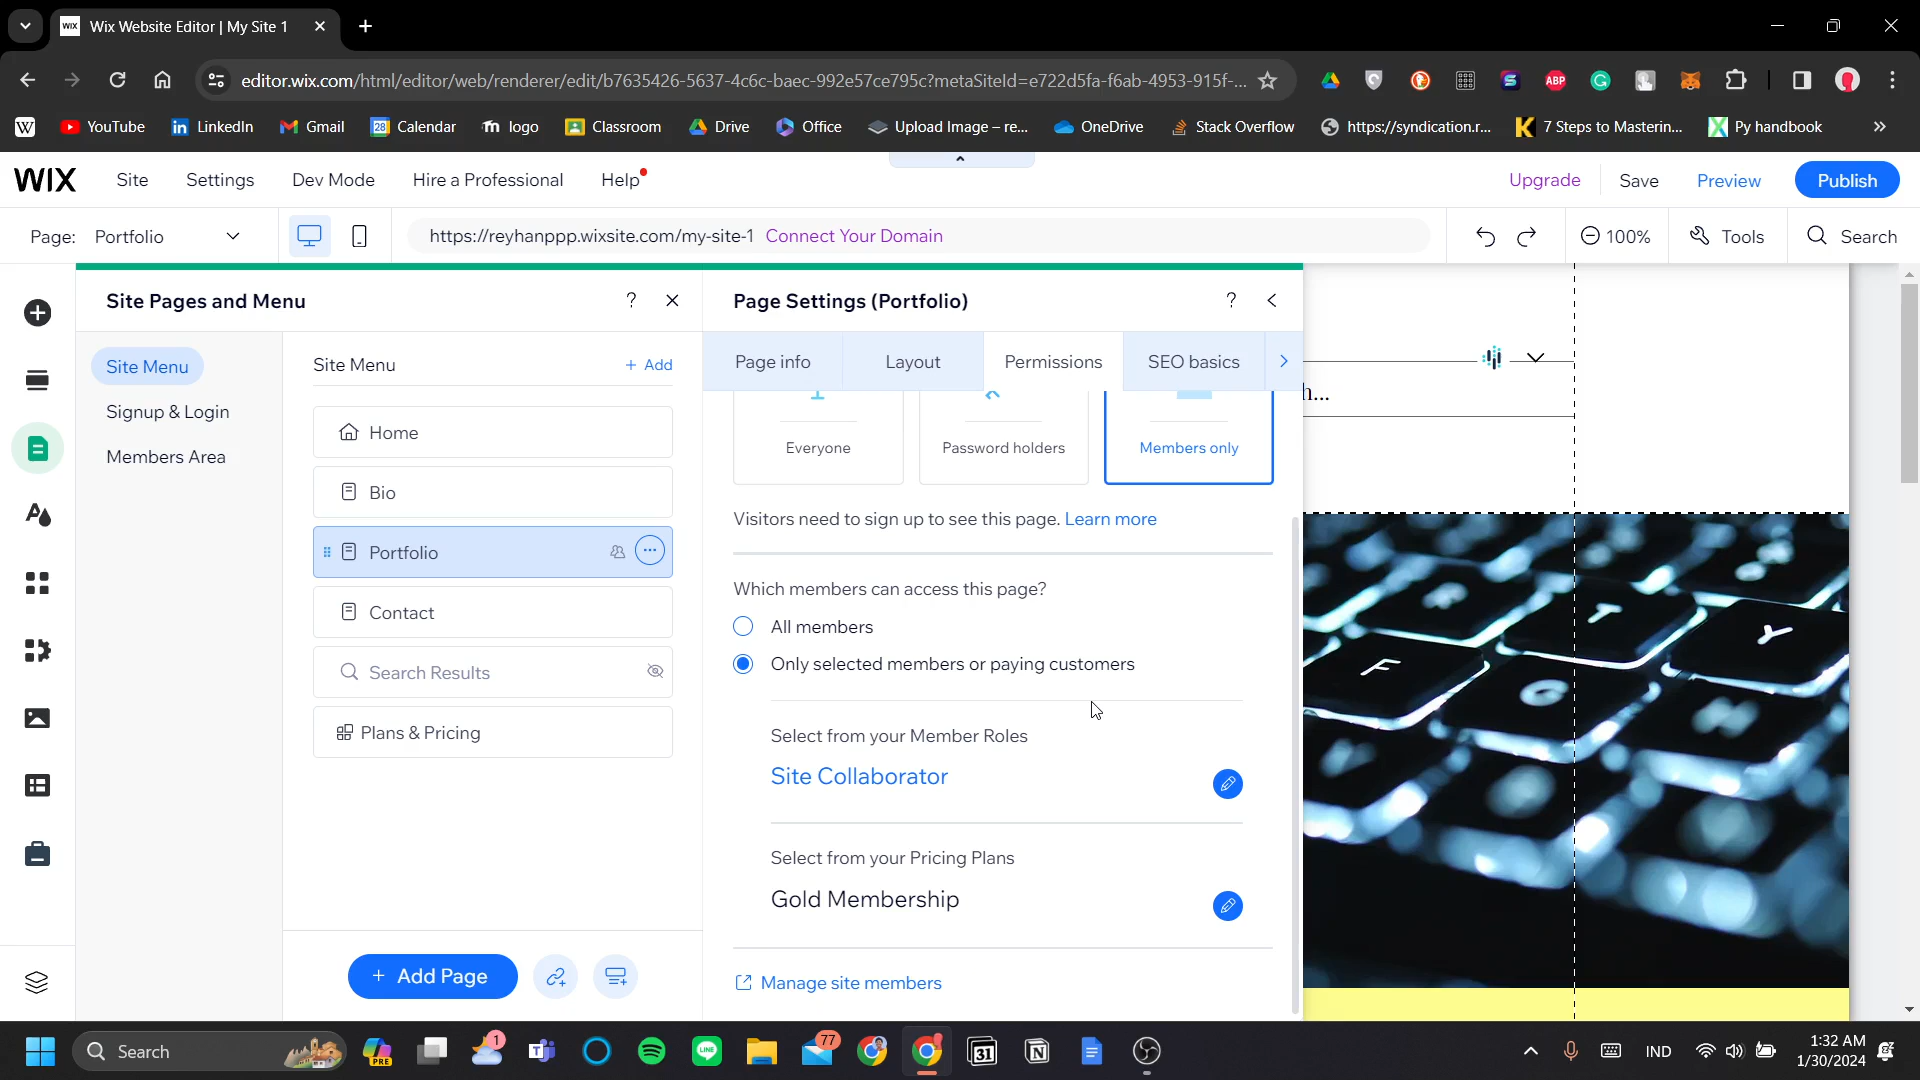 Wix Website Editor | My Site 1
editor.wix.com/html/editor/web/renderer/edit/b7635426-5637-4c6c-baec-992e57ce795c?metaSiteId=e722d5fa-f6ab-4953-915f-...
YouTube
LinkedIn
Gmail
Calendar
logo
Classroom
Drive
Office
Upload Image – re...
OneDrive
Stack Overflow
https://syndication.r...
7 Steps to Masterin...
Py handbook
WIX
Site
Settings
Dev Mode
Hire a Professional
Help
Upgrade
Save
Preview
Publish
Page: Portfolio
https://reyhanppp.wixsite.com/my-site-1 Connect Your Domain
100%
Tools
Search
Site Pages and Menu
?
Page Settings (Portfolio)
?
Site Menu
Signup & Login
Members Area
Site Menu
+ Add
Home
Bio
Portfolio
Contact
Search Results
Plans & Pricing
+ Add Page
Page info
Layout
Permissions
SEO basics
Everyone
Password holders
Members only
Visitors need to sign up to see this page. Learn more
Which members can access this page?
All members
Only selected members or paying customers
Select from your Member Roles
Site Collaborator
Select from your Pricing Plans
Gold Membership
Manage site members
h...
T
Y
F
G
Search
PRE
1
77
31
IND
1:32 AM
1/30/2024